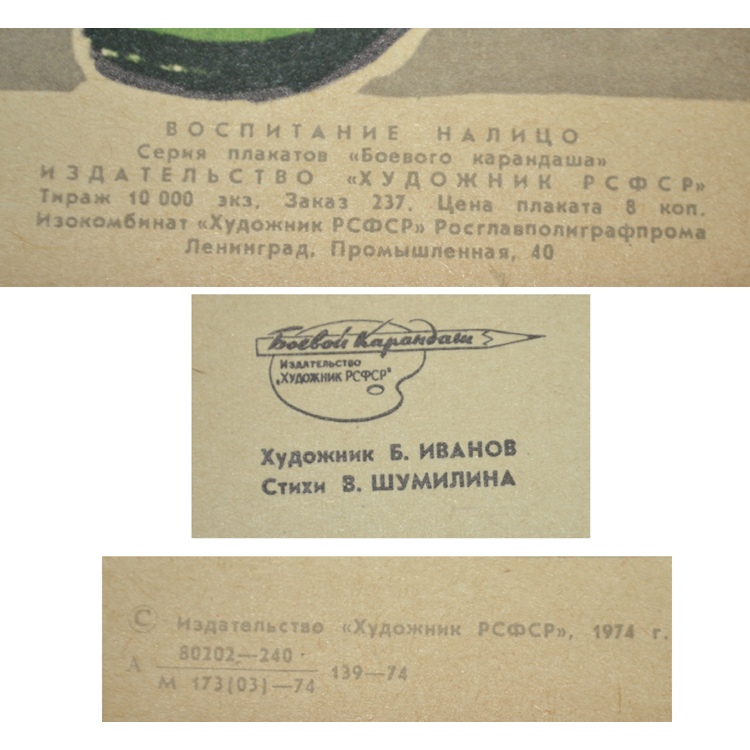 ВОСПИТАНИЕ НАЛИЦО
Серия плакатов «Боевого карандаша»
ИЗДАТЕЛЬСТВО «ХУДОЖНИК РСФСР»
Тираж 10 000 экз. Заказ 237. Цена плаката 8 коп.
Изокомбинат «Художник РСФСР» Росглавполиграфпрома
Ленинград, Промышленная, 40
Боевой Карандаш
Издательство
„ХУДОЖНИК РСФСР"
Художник Б. ИВАНОВ
Стихи В. ШУМИЛИНА
© Издательство «Художник РСФСР», 1974 г.
80202—240
А 139—74
М 173(03)—74